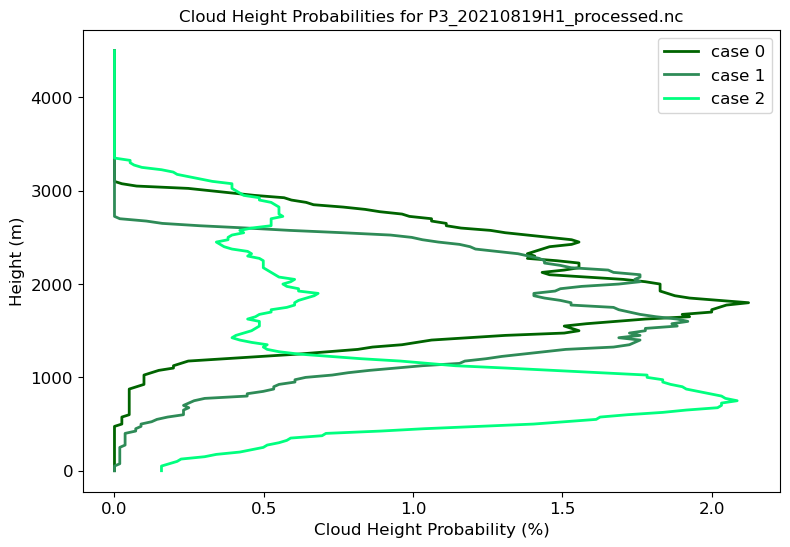 Cloud Height Probabilities for P3_20210819H1_processed.nc
case 0
case 1
case 2
4000
3000
2000
1000
0
Height (m)
0.0 0.5 1.0 1.5 2.0
Cloud Height Probability (%)